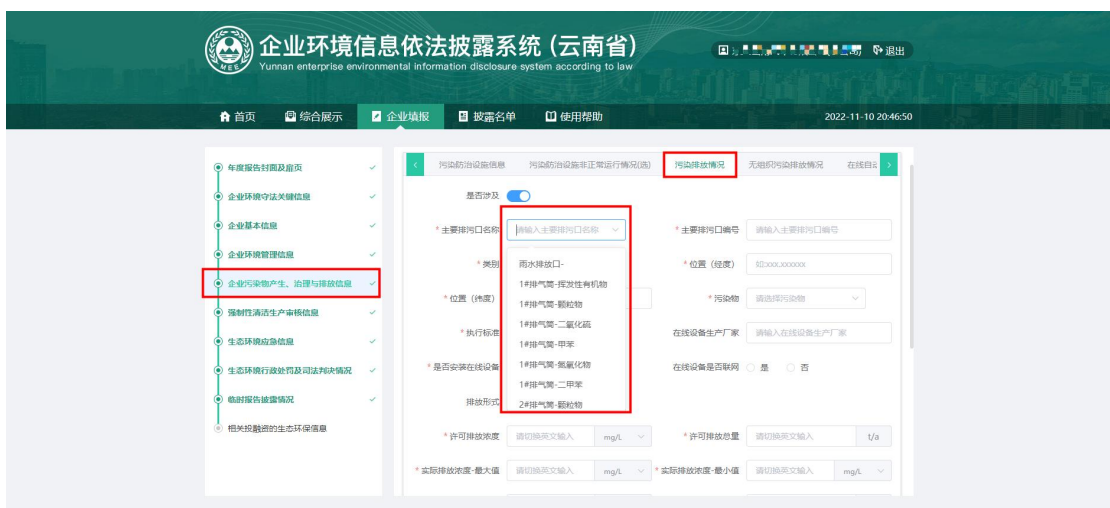 企业环境信息依法披露系统 (云南省)
Yunnan enterprise environmental information disclosure system according to law
退出
首页 综合展示 企业填报 披露名单 使用帮助 2022-11-10 20:46:50
年度报告封面及扉页
企业环境守法关键信息
企业基本信息
企业环境管理信息
企业污染物产生、治理与排放信息
强制性清洁生产审核信息
生态环境应急信息
生态环境行政处罚及司法判决情况
临时报告披露情况
相关投融资的生态环保信息
污染防治设施信息 污染防治设施非正常运行情况(选) 污染排放情况 无组织污染排放情况 在线自
是否涉及
* 主要排污口名称 请输入主要排污口名称 * 主要排污口编号 请输入主要排污口编号
* 类别 * 位置 (经度) 如:xxx.xxxxxx
* 位置 (纬度) * 污染物 请选择污染物
* 执行标准 在线设备生产厂家 请输入在线设备生产厂家
* 是否安装在线设备 在线设备是否联网 是 否
排放形式
雨水排放口-
1#排气筒-挥发性有机物
1#排气筒-颗粒物
1#排气筒-二氧化硫
1#排气筒-甲苯
1#排气筒-氮氧化物
1#排气筒-二甲苯
2#排气筒-颗粒物
* 许可排放浓度 请切换英文输入 mg/L * 许可排放总量 请切换英文输入 t/a
* 实际排放浓度-最大值 请切换英文输入 mg/L * 实际排放浓度-最小值 请切换英文输入 mg/L